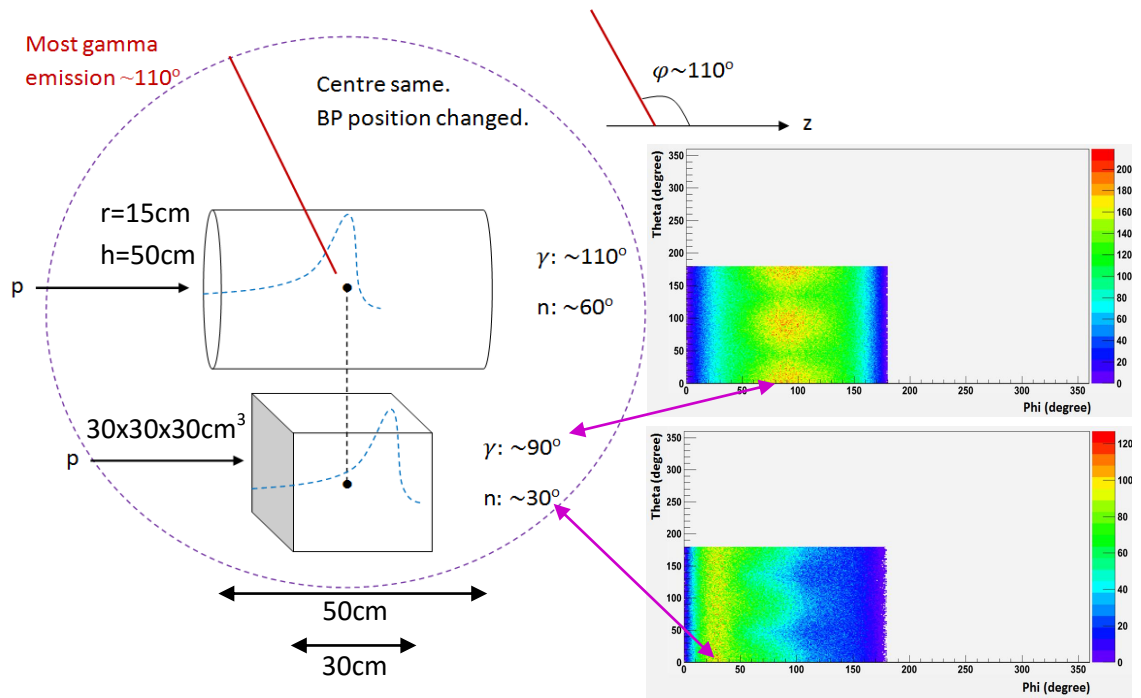 Most gamma
emission ~110°
Centre same.
BP position changed.
φ~110°
z
r=15cm
h=50cm
p
γ: ~110°
n: ~60°
30x30x30cm³
p
γ: ~90°
n: ~30°
50cm
30cm
Theta (degree)
350
300
250
200
150
100
50
0
0 50 100 150 200 250 300 350
Phi (degree)
200
180
160
140
120
100
80
60
40
20
0
Theta (degree)
350
300
250
200
150
100
50
0
0 50 100 150 200 250 300 350
Phi (degree)
120
100
80
60
40
20
0